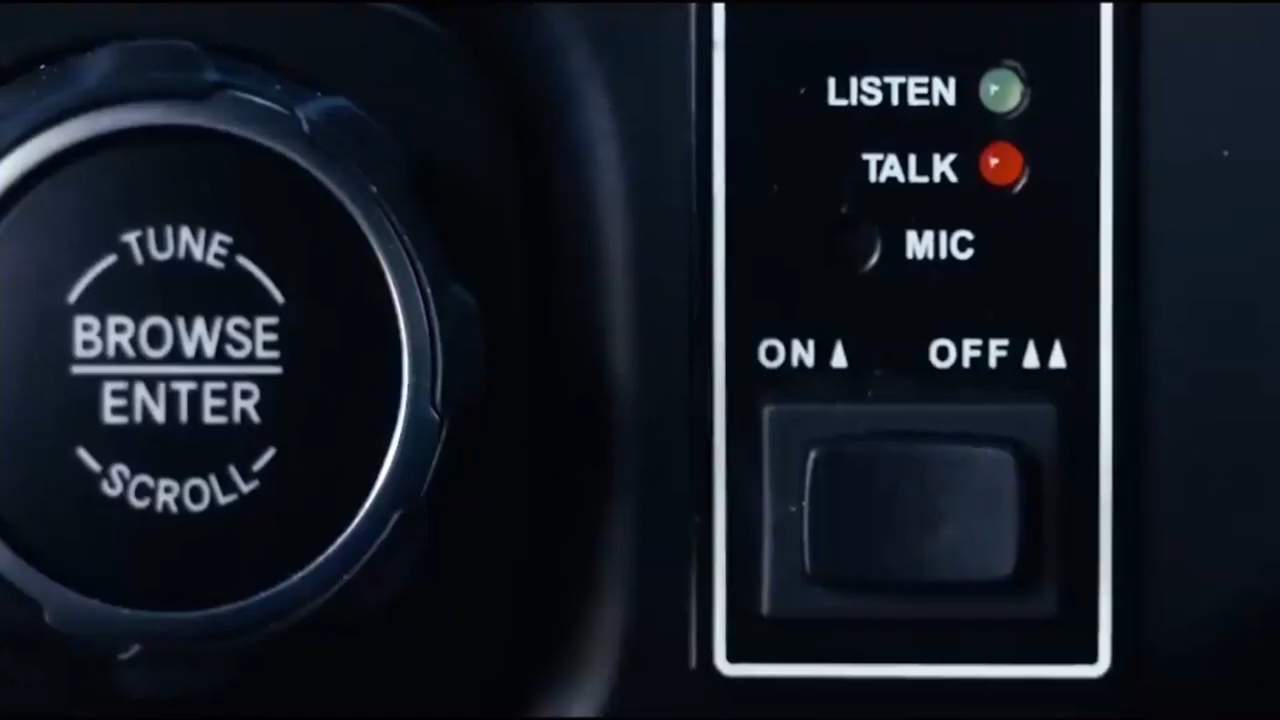 TUNE
BROWSE
ENTER
SCROLL
LISTEN
TALK
MIC
ON OFF